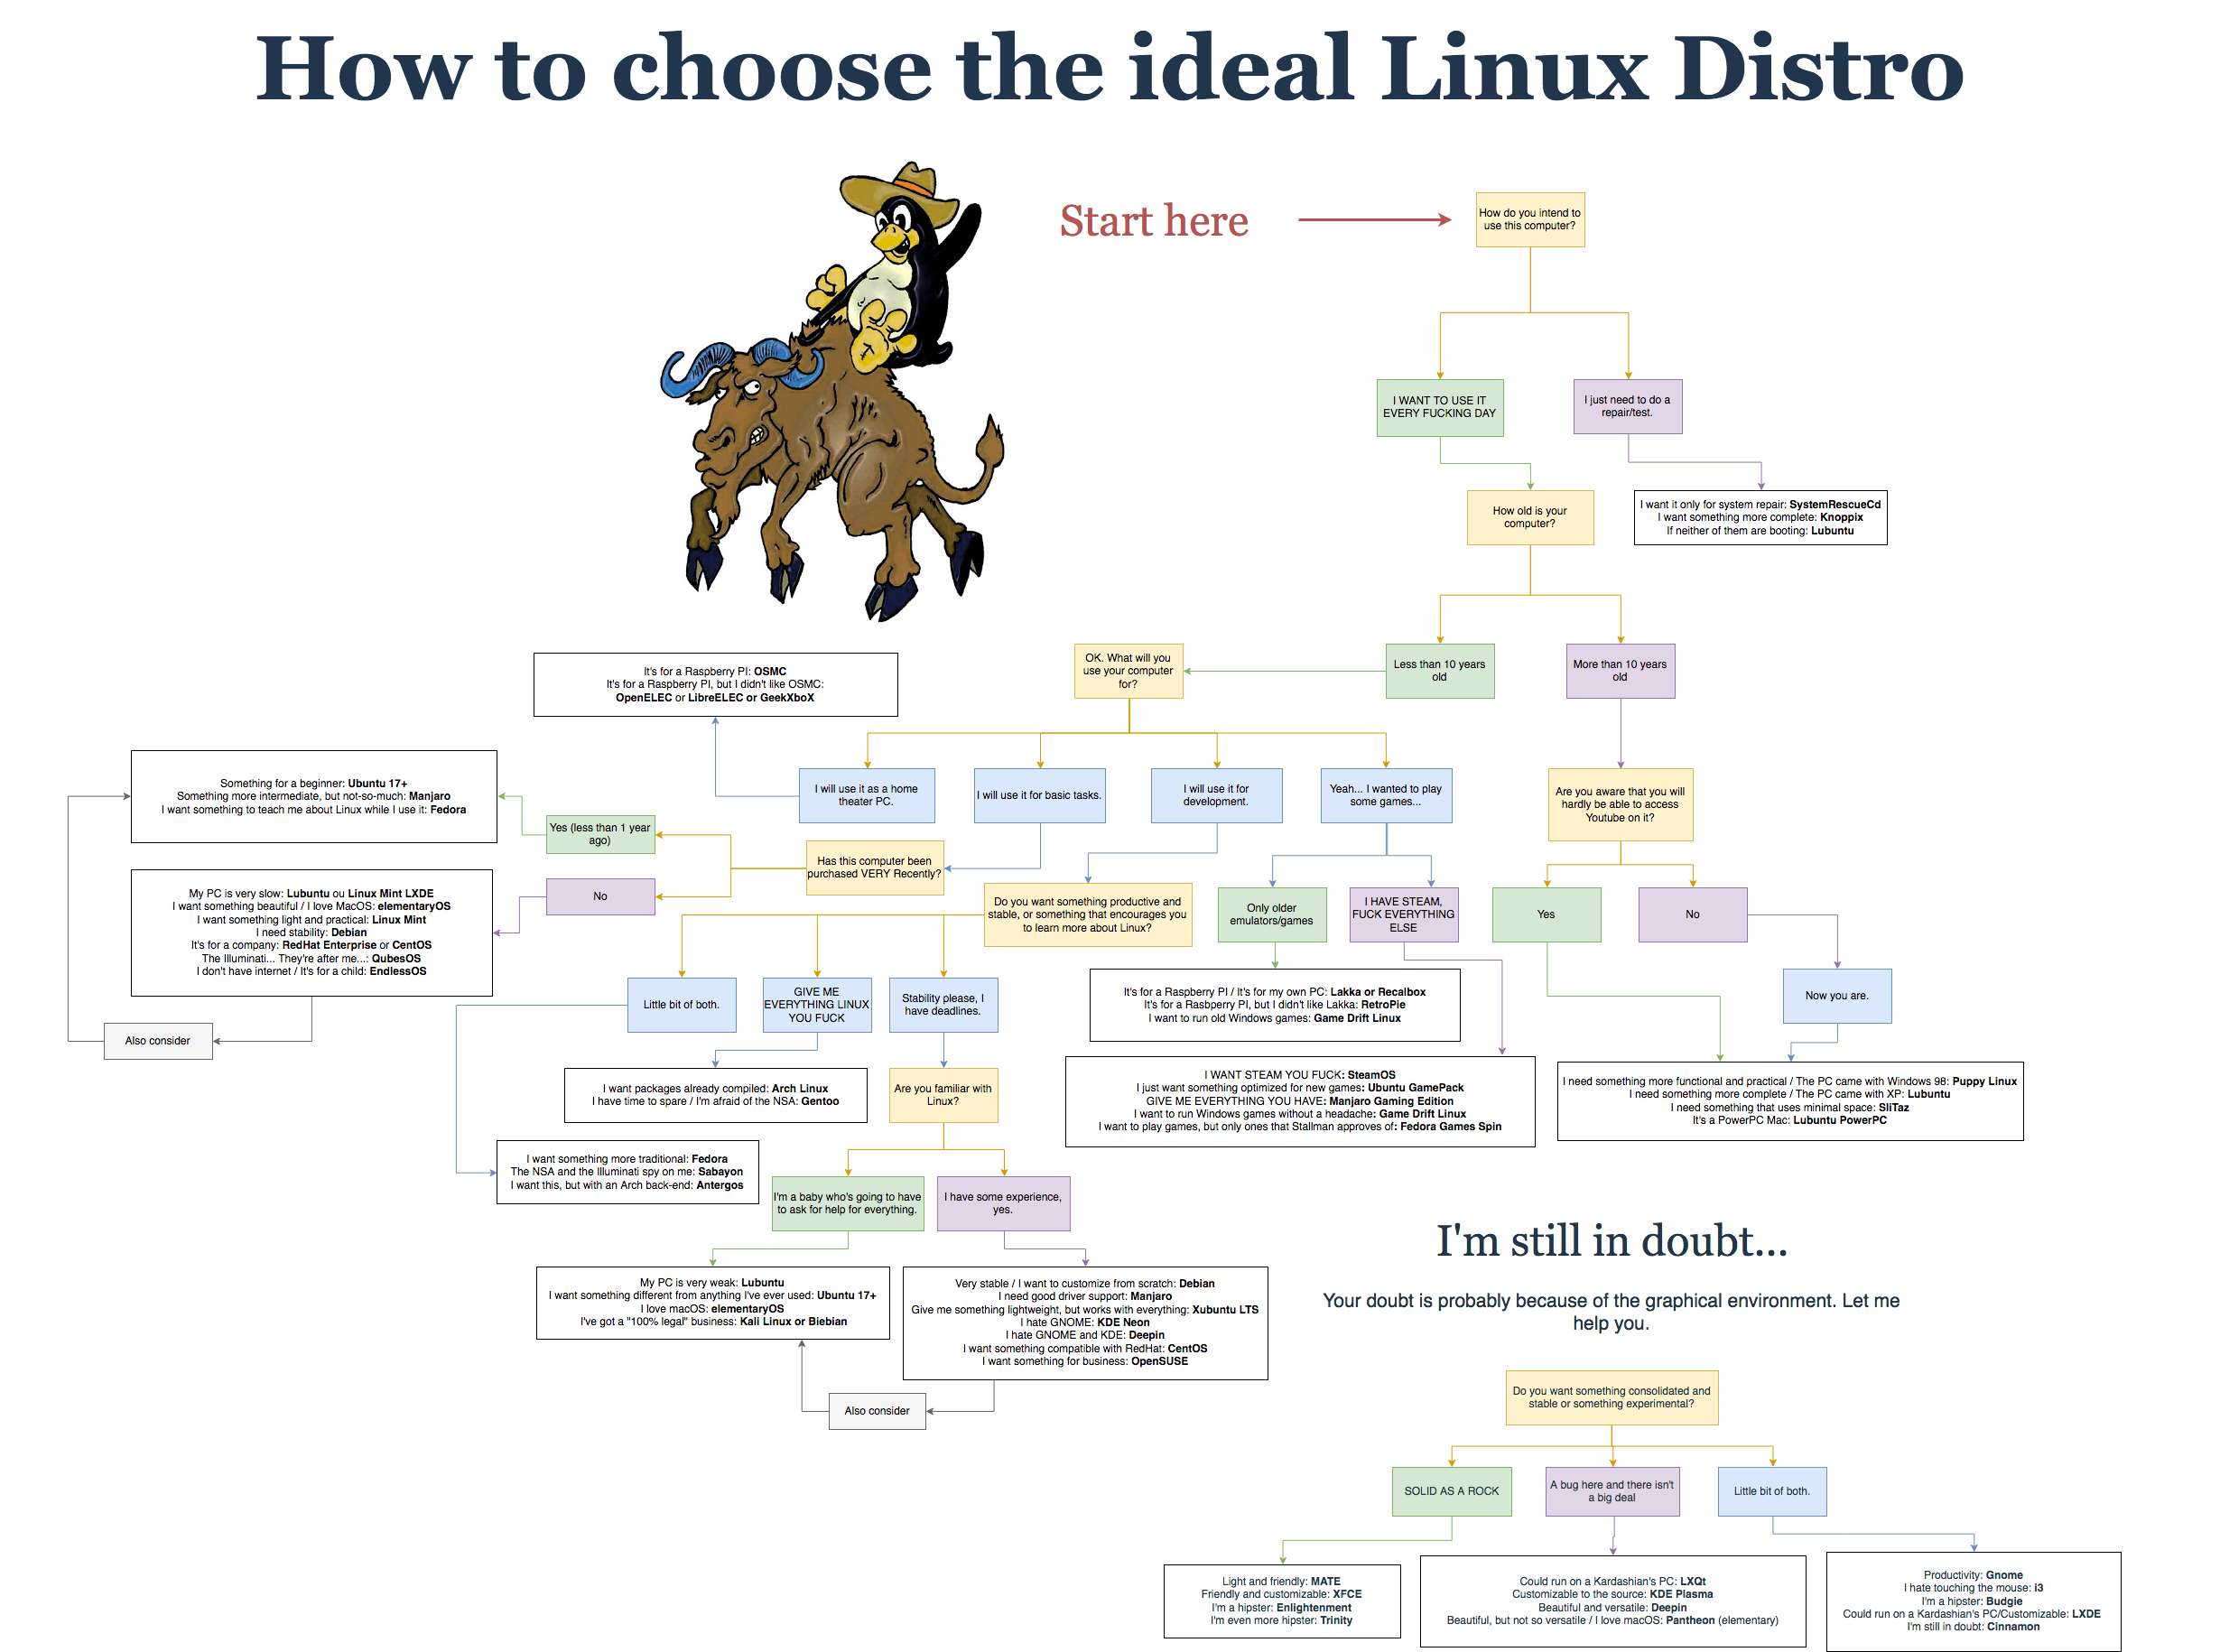 How to choose the ideal Linux Distro
Start here
How do you intend to
use this computer?
I WANT TO USE IT
EVERY FUCKING DAY
I just need to do a
repair/test.
How old is your
computer?
I want it only for system repair: SystemRescueCd
I want something more complete: Knoppix
If neither of them are booting: Lubuntu
OK. What will you
use your computer
for?
Less than 10 years
old
More than 10 years
old
It's for a Raspberry PI: OSMC
It's for a Raspberry PI, but I didn't like OSMC:
OpenELEC or LibreELEC or GeekXboX
I will use it as a home
theater PC.
I will use it for basic tasks.
I will use it for
development.
Yeah... I wanted to play
some games...
Are you aware that you will
hardly be able to access
Youtube on it?
Something for a beginner: Ubuntu 17+
Something more intermediate, but not-so-much: Manjaro
I want something to teach me about Linux while I use it: Fedora
Yes (less than 1 year
ago)
Has this computer been
purchased VERY Recently?
No
My PC is very slow: Lubuntu ou Linux Mint LXDE
I want something beautiful / I love MacOS: elementaryOS
I want something light and practical: Linux Mint
I need stability: Debian
It's for a company: RedHat Enterprise or CentOS
The Illuminati... They're after me...: QubesOS
I don't have internet / It's for a child: EndlessOS
Also consider
Do you want something productive and
stable, or something that encourages you
to learn more about Linux?
Only older
emulators/games
I HAVE STEAM,
FUCK EVERYTHING
ELSE
Yes
No
Little bit of both.
GIVE ME
EVERYTHING LINUX
YOU FUCK
Stability please, I
have deadlines.
It's for a Raspberry PI / It's for my own PC: Lakka or Recalbox
It's for a Rasbperry PI, but I didn't like Lakka: RetroPie
I want to run old Windows games: Game Drift Linux
Now you are.
I want packages already compiled: Arch Linux
I have time to spare / I'm afraid of the NSA: Gentoo
Are you familiar with
Linux?
I WANT STEAM YOU FUCK: SteamOS
I just want something optimized for new games: Ubuntu GamePack
GIVE ME EVERYTHING YOU HAVE: Manjaro Gaming Edition
I want to run Windows games without a headache: Game Drift Linux
I want to play games, but only ones that Stallman approves of: Fedora Games Spin
I need something more functional and practical / The PC came with Windows 98: Puppy Linux
I need something more complete / The PC came with XP: Lubuntu
I need something that uses minimal space: SliTaz
It's a PowerPC Mac: Lubuntu PowerPC
I want something more traditional: Fedora
The NSA and the Illuminati spy on me: Sabayon
I want this, but with an Arch back-end: Antergos
I'm a baby who's going to have
to ask for help for everything.
I have some experience,
yes.
My PC is very weak: Lubuntu
I want something different from anything I've ever used: Ubuntu 17+
I love macOS: elementaryOS
I've got a "100% legal" business: Kali Linux or Biebian
Very stable / I want to customize from scratch: Debian
I need good driver support: Manjaro
Give me something lightweight, but works with everything: Xubuntu LTS
I hate GNOME: KDE Neon
I hate GNOME and KDE: Deepin
I want something compatible with RedHat: CentOS
I want something for business: OpenSUSE
Also consider
I'm still in doubt...
Your doubt is probably because of the graphical environment. Let me
help you.
Do you want something consolidated and
stable or something experimental?
SOLID AS A ROCK
A bug here and there isn't
a big deal
Little bit of both.
Light and friendly: MATE
Friendly and customizable: XFCE
I'm a hipster: Enlightenment
I'm even more hipster: Trinity
Could run on a Kardashian's PC: LXQt
Customizable to the source: KDE Plasma
Beautiful and versatile: Deepin
Beautiful, but not so versatile / I love macOS: Pantheon (elementary)
Productivity: Gnome
I hate touching the mouse: i3
I'm a hipster: Budgie
Could run on a Kardashian's PC/Customizable: LXDE
I'm still in doubt: Cinnamon